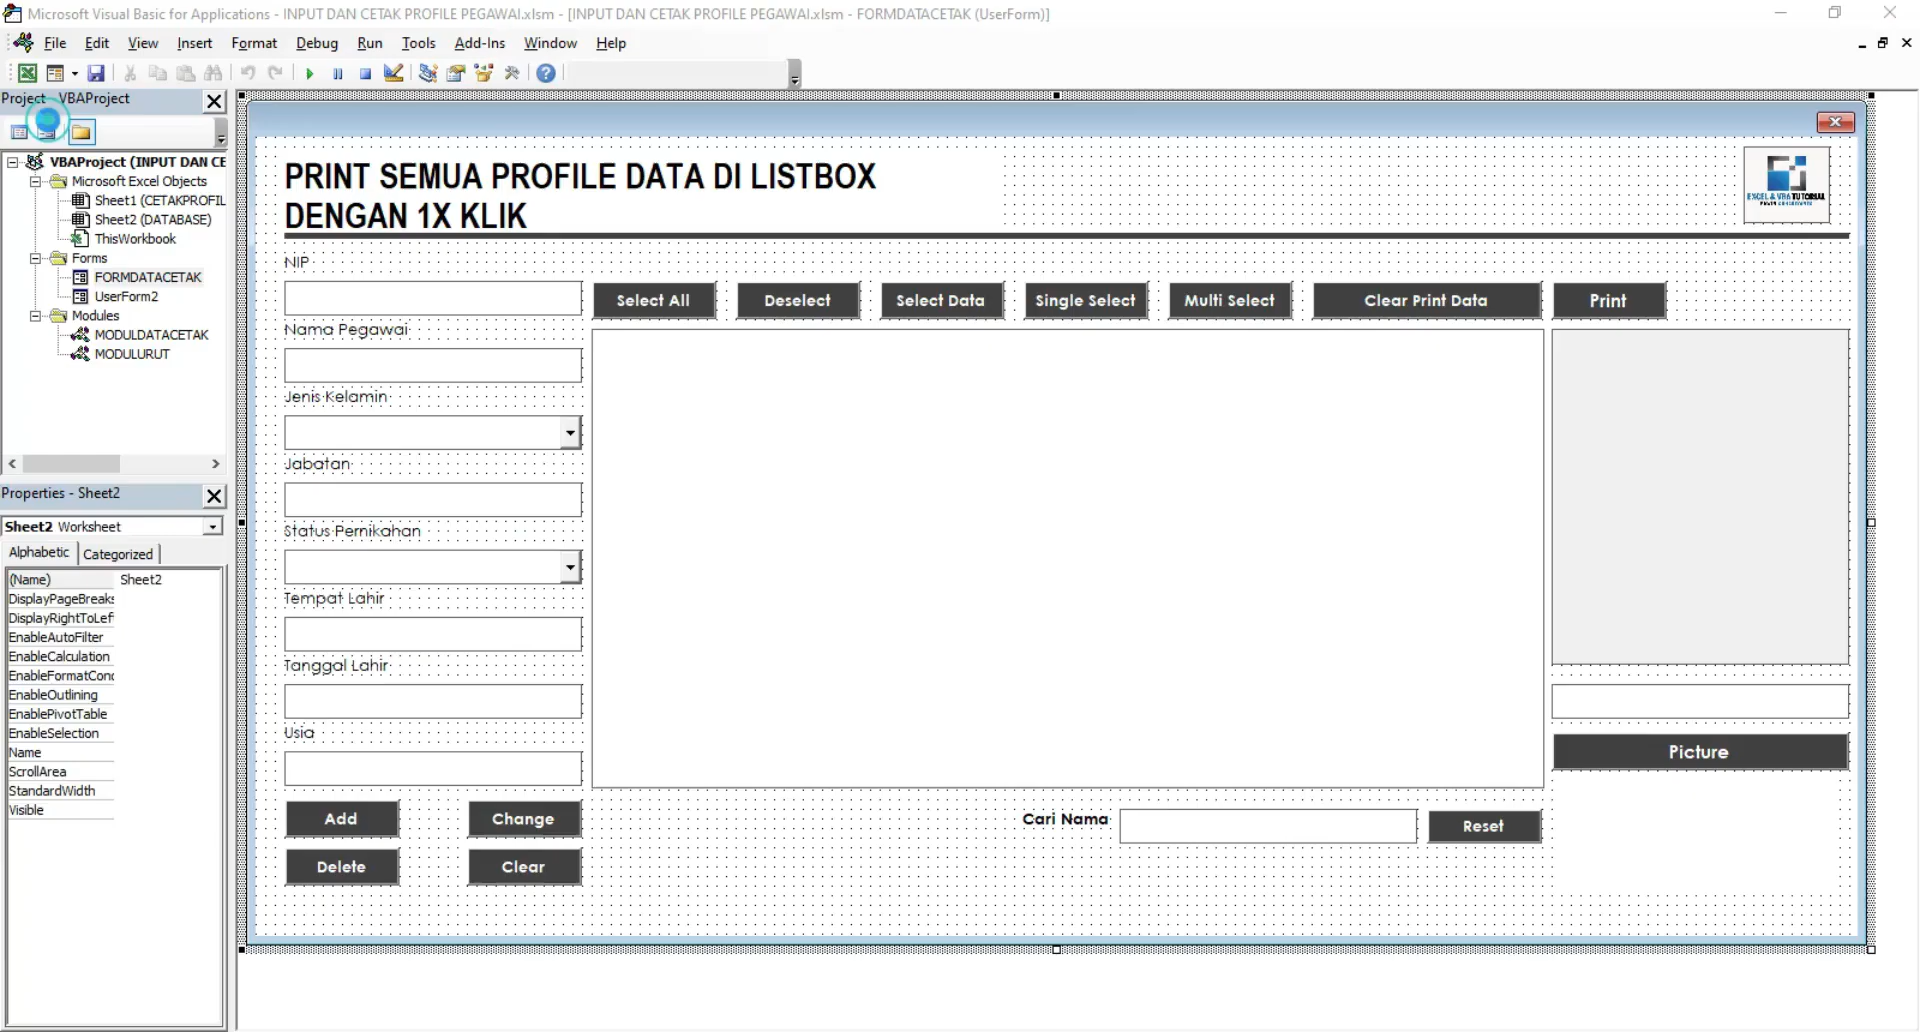 Microsoft Visual Basic for Applications - INPUT DAN CETAK PROFILE PEGAWAI.xlsm - [INPUT DAN CETAK PROFILE PEGAWAI.xlsm - FORMDATACETAK (UserForm)]
File Edit View Insert Format Debug Run Tools Add-Ins Window Help
Project - VBAProject
VBAProject (INPUT DAN CE
Microsoft Excel Objects
Sheet1 (CETAKPROFIL
Sheet2 (DATABASE)
ThisWorkbook
Forms
FORMDATACETAK
UserForm2
Modules
MODULDATACETAK
MODULURUT
Properties - Sheet2
Sheet2 Worksheet
Alphabetic Categorized
(Name) Sheet2
DisplayPageBreaks
DisplayRightToLef
EnableAutoFilter
EnableCalculation
EnableFormatCond
EnableOutlining
EnablePivotTable
EnableSelection
Name
ScrollArea
StandardWidth
Visible
PRINT SEMUA PROFILE DATA DI LISTBOX
DENGAN 1X KLIK
EXCEL & VBA TUTORIAL
NIP
Select All Deselect Select Data Single Select Multi Select Clear Print Data Print
Nama Pegawai
Jenis Kelamin
Jabatan
Status Pernikahan
Tempat Lahir
Tanggal Lahir
Usia
Picture
Add Change
Cari Nama Reset
Delete Clear